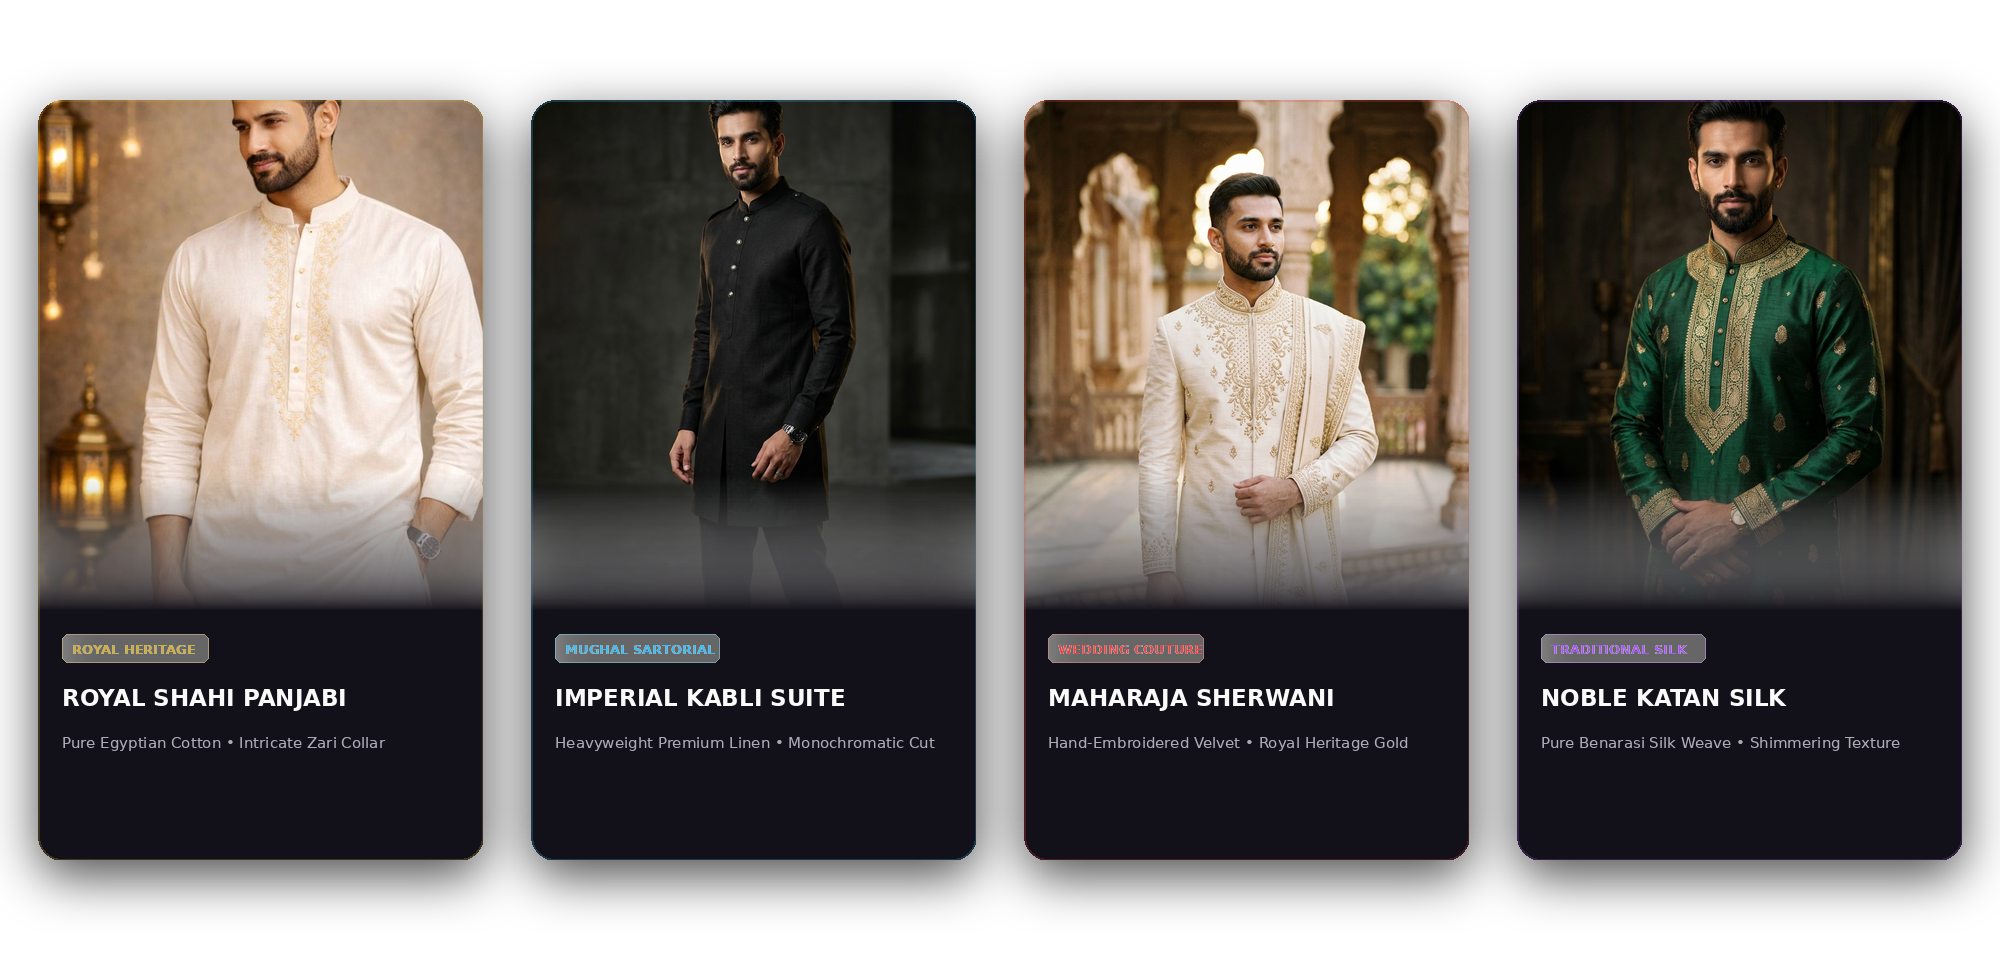 ROYAL HERITAGE
ROYAL SHAHI PANJABI
Pure Egyptian Cotton • Intricate Zari Collar
MUGHAL SARTORIAL
IMPERIAL KABLI SUITE
Heavyweight Premium Linen • Monochromatic Cut
WEDDING COUTURE
MAHARAJA SHERWANI
Hand-Embroidered Velvet • Royal Heritage Gold
TRADITIONAL SILK
NOBLE KATAN SILK
Pure Benarasi Silk Weave • Shimmering Texture